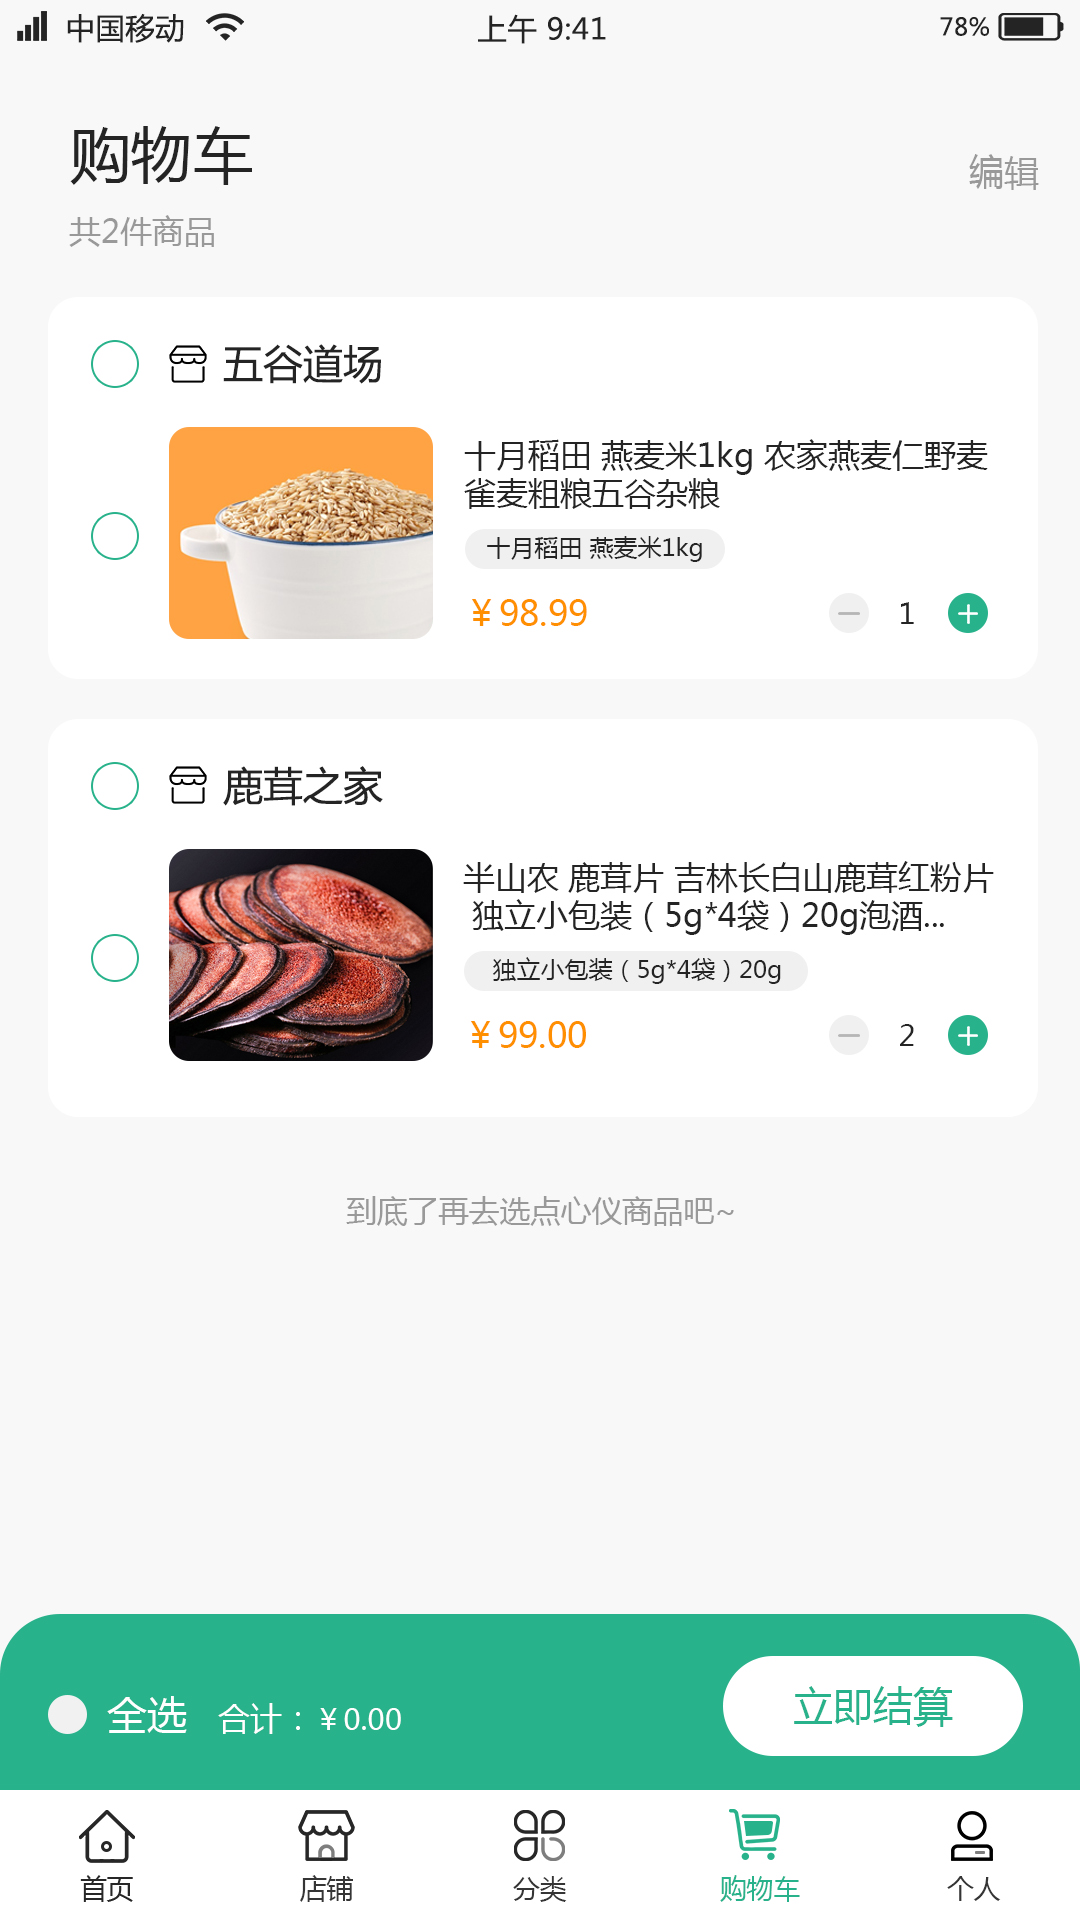 中国移动
上午 9:41
78%
购物车
编辑
共2件商品
五谷道场
十月稻田 燕麦米1kg 农家燕麦仁野麦
雀麦粗粮五谷杂粮
十月稻田 燕麦米1kg
¥ 98.99
1
鹿茸之家
半山农 鹿茸片 吉林长白山鹿茸红粉片
独立小包装（5g*4袋）20g泡酒...
独立小包装（5g*4袋）20g
¥ 99.00
2
到底了再去选点心仪商品吧~
全选
合计：¥ 0.00
立即结算
首页
店铺
分类
购物车
个人